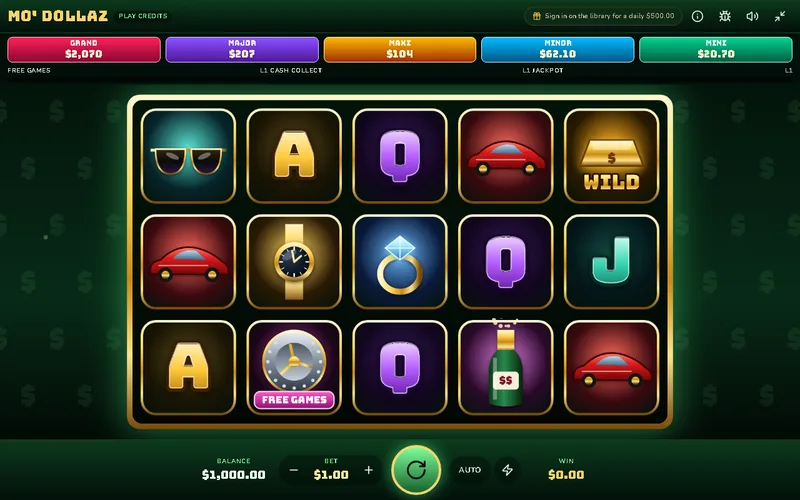 MO' DOLLAZ PLAY CREDITS
Sign in on the library for a daily $500.00
GRAND
$2,070
MAJOR
$207
MAXI
$104
MINOR
$62.10
MINI
$20.70
FREE GAMES
L1 CASH COLLECT
L1 JACKPOT
L1
A
Q
$
WILD
Q
J
A
FREE GAMES
Q
$$
BALANCE
$1,000.00
BET
− $1.00 +
AUTO
WIN
$0.00